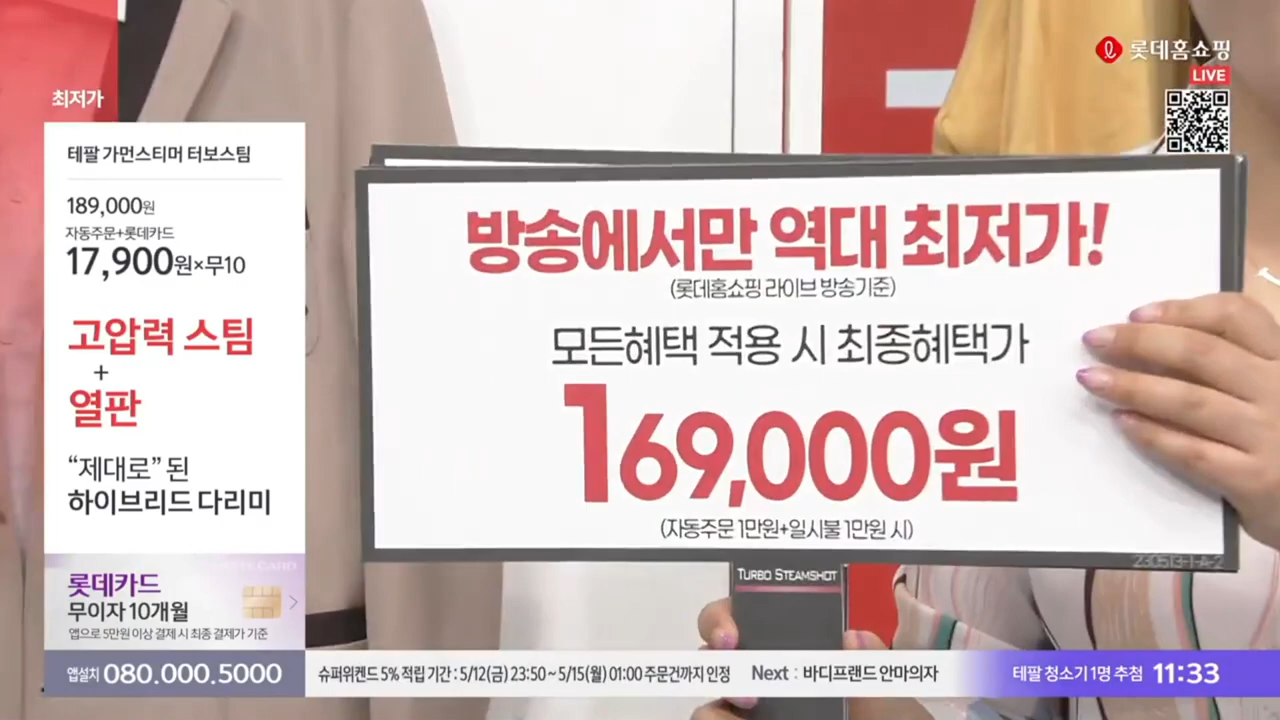 최저가
테팔 가먼스티머 터보스팀
189,000원
자동주문+롯데카드
17,900원×무10
고압력 스팀
+
열판
“제대로” 된
하이브리드 다리미
롯데카드
무이자 10개월
앱으로 5만원 이상 결제 시 최종 결제가 기준
앱설치 080.000.5000
롯데홈쇼핑
LIVE
방송에서만 역대 최저가!
(롯데홈쇼핑 라이브 방송기준)
모든혜택 적용 시 최종혜택가
169,000원
(자동주문 1만원+일시불 1만원 시)
230513-1-A-2
TURBO STEAMSHOT
슈퍼위켄드 5% 적립 기간 : 5/12(금) 23:50 ~ 5/15(월) 01:00 주문건까지 인정
Next : 바디프랜드 안마의자
테팔 청소기 1명 추첨 11:33